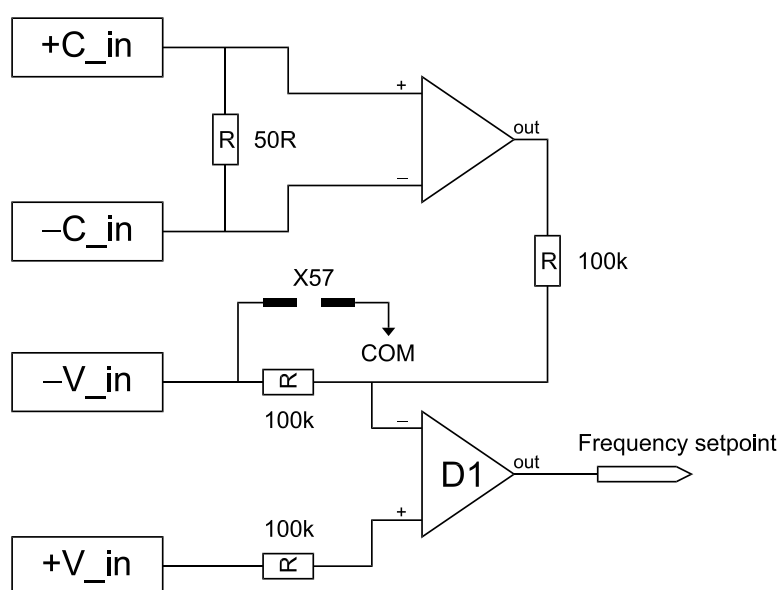 +C_in
+
out
R 50R
–
–C_in
R 100k
X57
COM
–V_in
R
100k
–
Frequency setpoint
out
D1
100k
+
+V_in
R